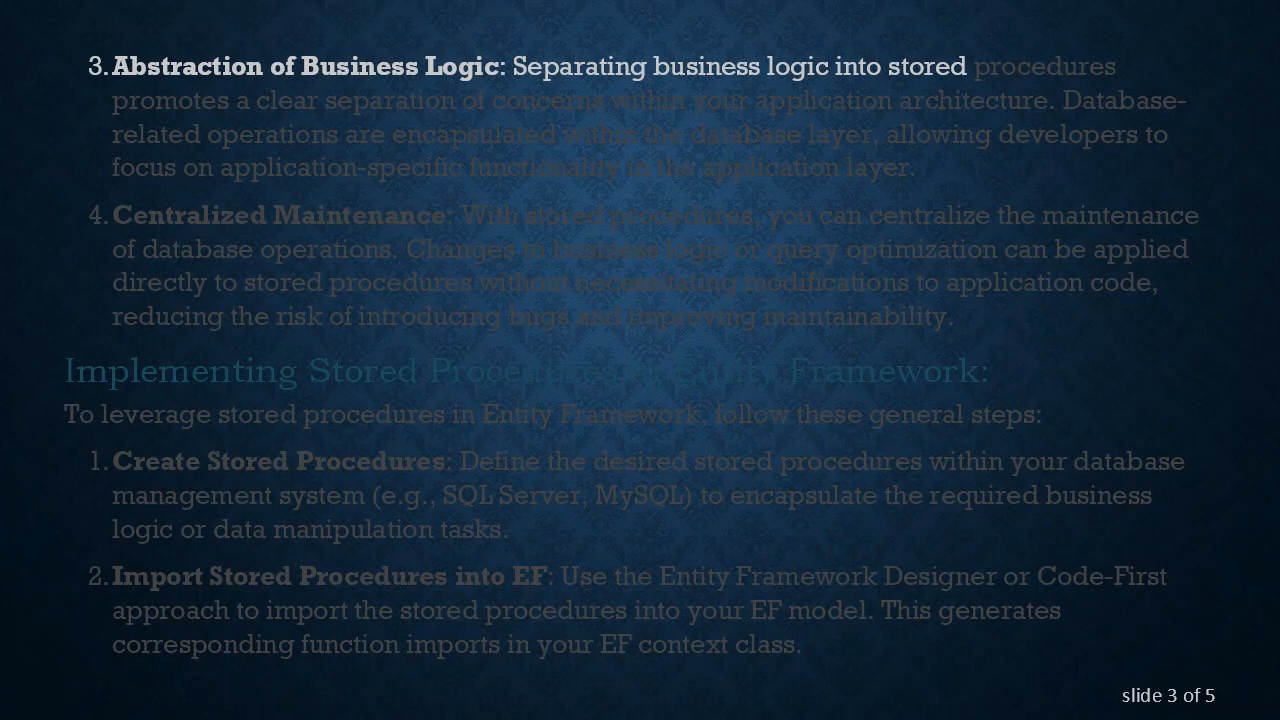 3. Abstraction of Business Logic: Separating business logic into stored procedures
promotes a clear separation of concerns within your application architecture. Database-
related operations are encapsulated within the database layer, allowing developers to
focus on application-specific functionality in the application layer.
4. Centralized Maintenance: With stored procedures, you can centralize the maintenance
of database operations. Changes to business logic or query optimization can be applied
directly to stored procedures without necessitating modifications to application code,
reducing the risk of introducing bugs and improving maintainability.
Implementing Stored Procedures in Entity Framework:
To leverage stored procedures in Entity Framework, follow these general steps:
1. Create Stored Procedures: Define the desired stored procedures within your database
management system (e.g., SQL Server, MySQL) to encapsulate the required business
logic or data manipulation tasks.
2. Import Stored Procedures into EF: Use the Entity Framework Designer or Code-First
approach to import the stored procedures into your EF model. This generates
corresponding function imports in your EF context class.
slide 3 of 5